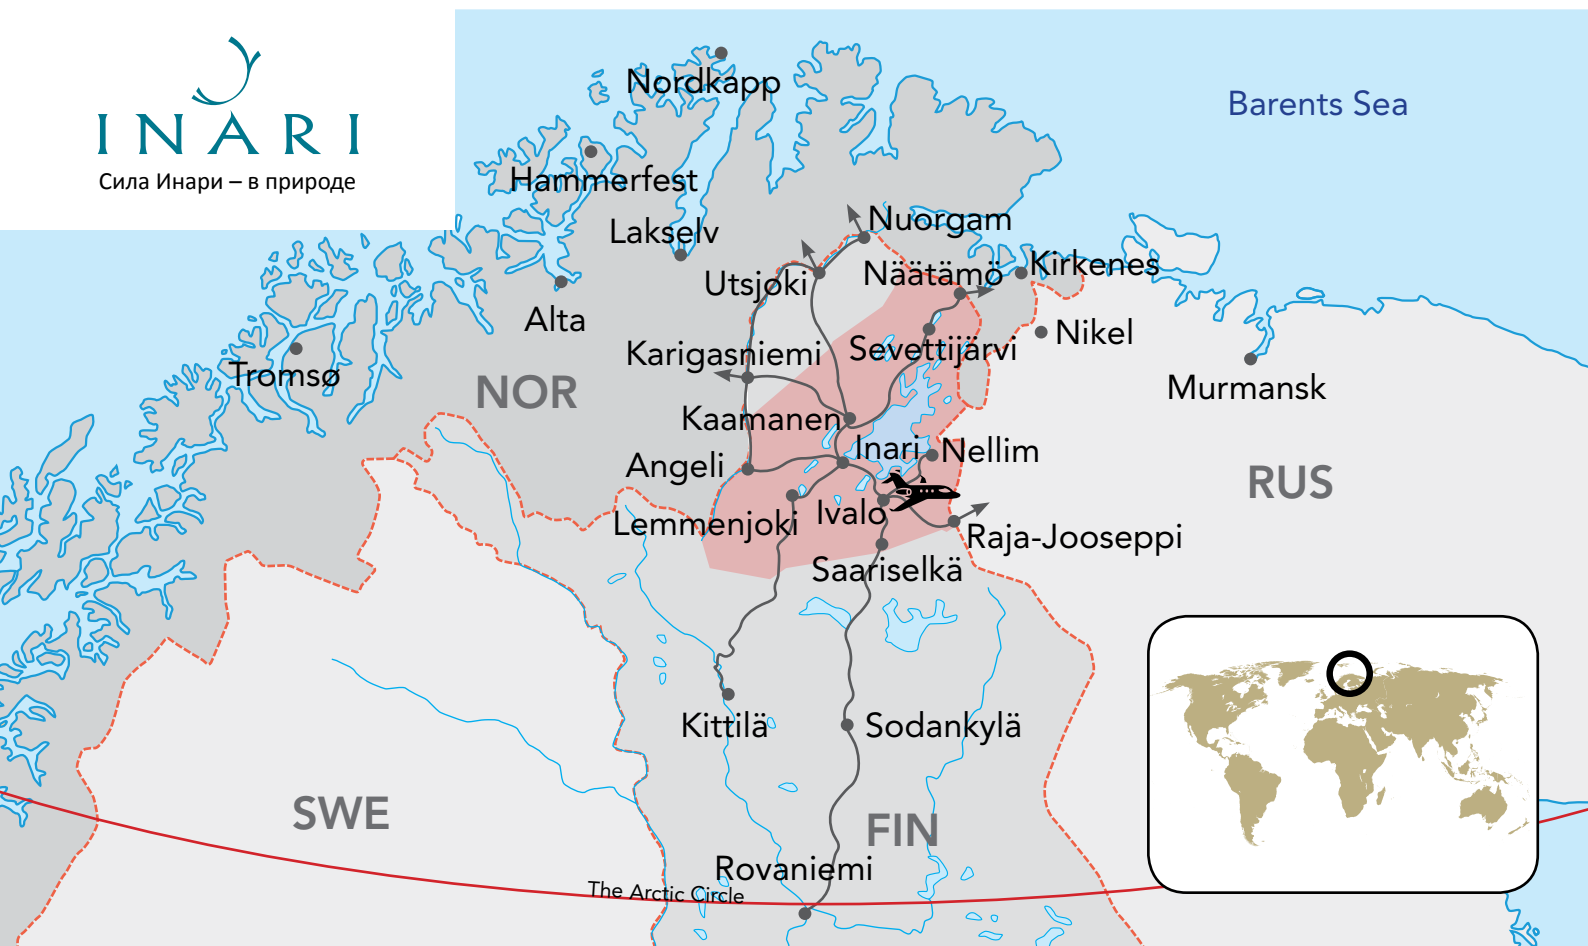 INARI
Сила Инари – в природе
Barents Sea
Nordkapp
Hammerfest
Lakselv
Nuorgam
Utsjoki
Näätämö
Kirkenes
Alta
Nikel
Tromsø
Karigasniemi
Sevettijärvi
NOR
Murmansk
Kaamanen
Inari
Nellim
Angeli
RUS
Lemmenjoki
Ivalo
Raja-Jooseppi
Saariselkä
Kittilä
Sodankylä
SWE
FIN
Rovaniemi
The Arctic Circle